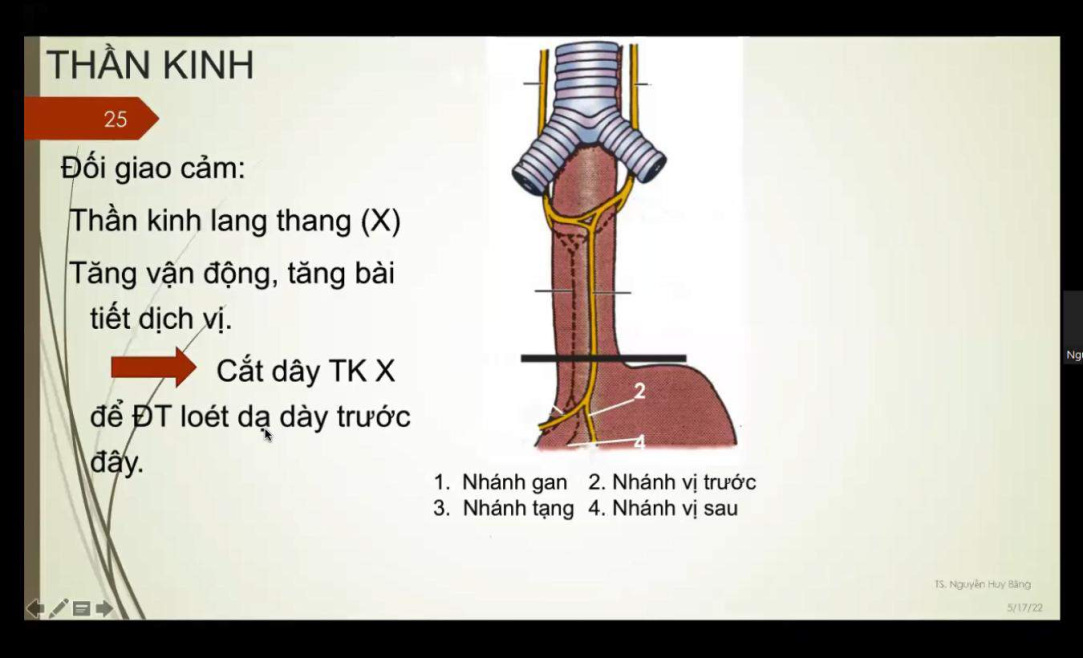 THẦN KINH
25
Đối giao cảm:
Thần kinh lang thang (X)
Tăng vận động, tăng bài
tiết dịch vị.
Cắt dây TK X
để ĐT loét dạ dày trước
đây.
2
4
1. Nhánh gan 2. Nhánh vị trước
3. Nhánh tạng 4. Nhánh vị sau
TS. Nguyễn Huy Bằng
5/17/22